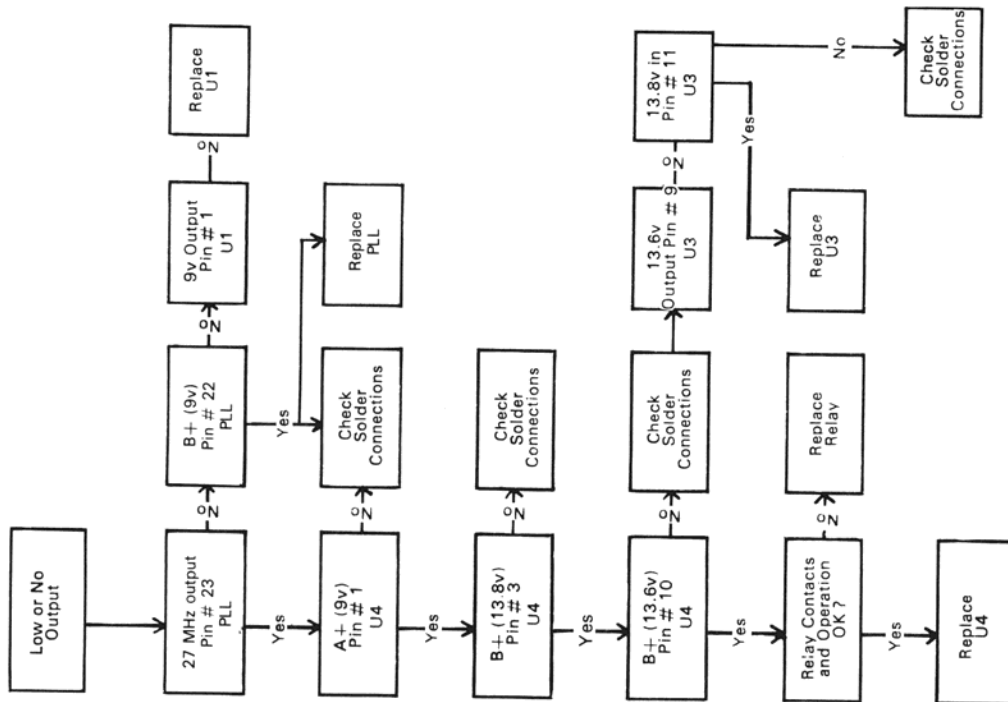 Low or No
Output
27 MHz output
Pin # 23
PLL
No
B+ (9v)
Pin # 22
PLL
No
9v Output
Pin # 1
U1
No
Replace
U1
Yes
Yes
A+ (9v)
Pin # 1
U4
No
Check
Solder
Connections
Replace
PLL
Yes
B+ (13.8v)
Pin # 3
U4
No
Check
Solder
Connections
Yes
B+ (13.6v)
Pin # 10
U4
No
Check
Solder
Connections
13.6v
Output Pin # 9
U3
No
13.8v in
Pin # 11
U3
Yes
Yes
No
Relay Contacts
and Operation
OK?
No
Replace
Relay
Replace
U3
Check
Solder
Connections
Yes
Replace
U4